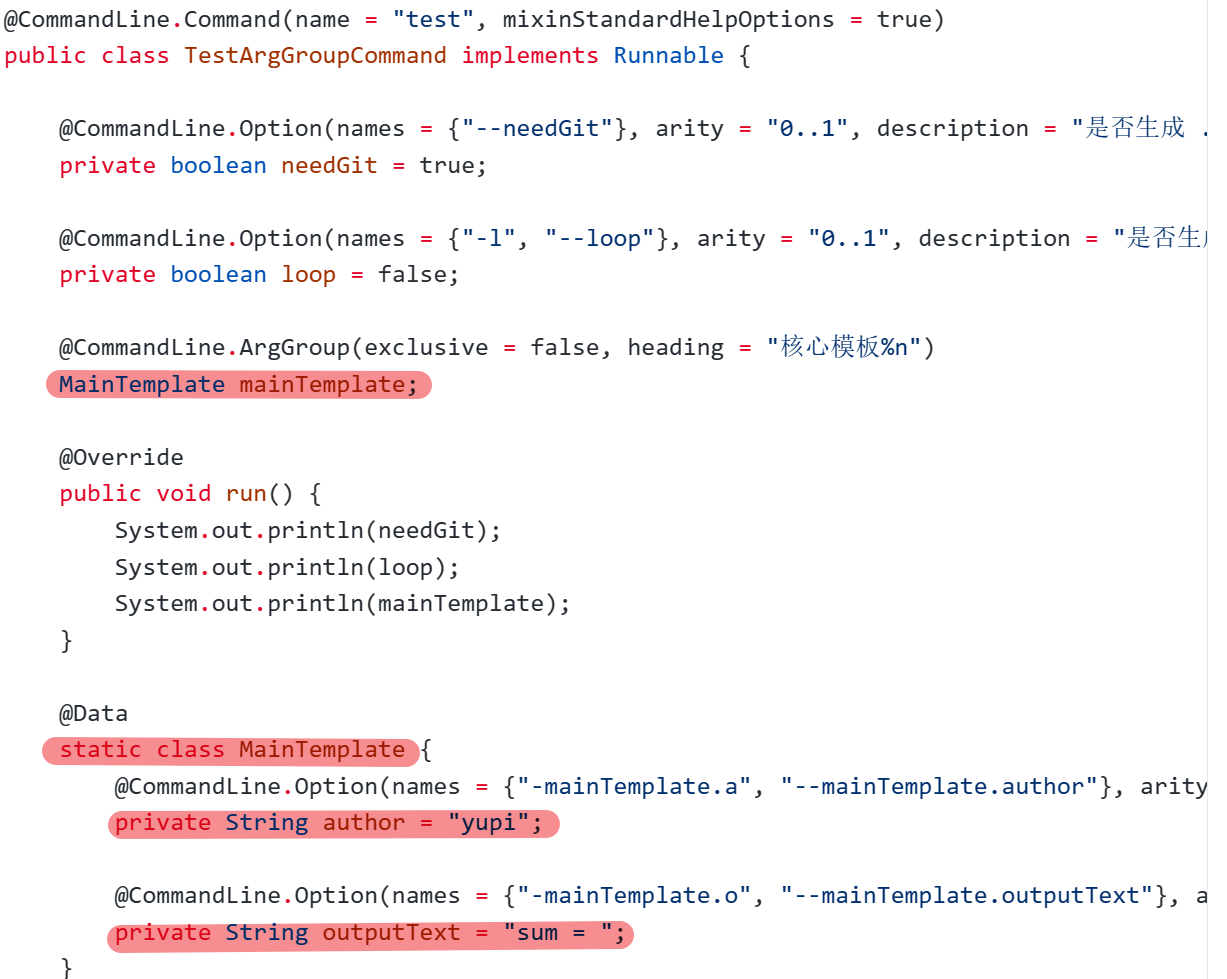 @CommandLine.Command(name = "test", mixinStandardHelpOptions = true)
public class TestArgGroupCommand implements Runnable {
@CommandLine.Option(names = {"--needGit"}, arity = "0..1", description = "是否生成 .
private boolean needGit = true;
@CommandLine.Option(names = {"-l", "--loop"}, arity = "0..1", description = "是否生
private boolean loop = false;
@CommandLine.ArgGroup(exclusive = false, heading = "核心模板%n")
MainTemplate mainTemplate;
@Override
public void run() {
System.out.println(needGit);
System.out.println(loop);
System.out.println(mainTemplate);
}
@Data
static class MainTemplate {
@CommandLine.Option(names = {"-mainTemplate.a", "--mainTemplate.author"}, arity
private String author = "yupi";
@CommandLine.Option(names = {"-mainTemplate.o", "--mainTemplate.outputText"}, a
private String outputText = "sum = ";
}